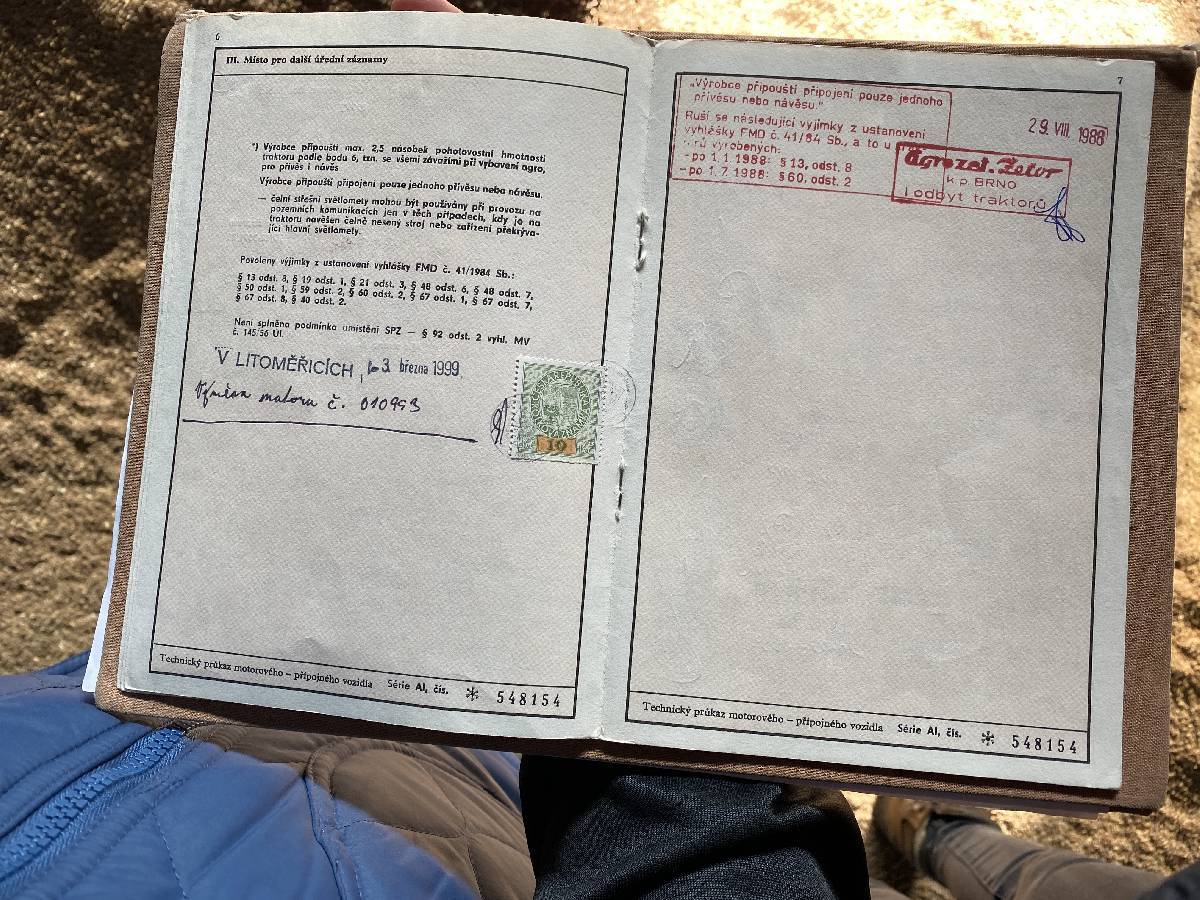 6
III. Místo pro další úřední záznamy
*) Výrobce připouští max. 2,5 násobek pohotovostní hmotnosti
traktoru podle bodu 6, tzn. se všemi závažími při vybavení agro,
pro přívěs i návěs
Výrobce připouští připojení pouze jednoho přívěsu neba návěsu.
— čelní střešní světlomety mohou být používány při provozu na
pozemních komunikacích jen v těch případech, kdy je na
traktoru navěšen čelně nesený stroj nebo zařízení překrýva-
jící hlavní světlomety.
Povoleny výjimky z ustanovení vyhlášky FMD č. 41/1984 Sb.:
§ 13 odst. 8, § 19 odst. 1, § 21 odst. 3, § 48 odst. 6, § 48 odst. 7,
§ 50 odst. 1, § 59 odst. 2, § 60 odst. 2, § 67 odst. 1, § 67 odst. 7,
§ 67 odst. 8, § 40 odst. 2.
Není splněna podmínka umístění SPZ — § 92 odst. 2 vyhl. MV
č. 145/56 Úl.
V LITOMĚŘICÍCH, 3. března 1999
Výměna motoru č. 010993
10
Technický průkaz motorového – přípojného vozidla Série AI, čís. 548154
7
„Výrobce připouští připojení pouze jednoho
přívěsu nebo návěsu."
Ruší se následující výjimky z ustanovení
vyhlášky FMD č. 41/84 Sb., a to u
rů vyrobených:
- po 1. 1. 1988: § 13, odst. 8
- po 1. 7. 1988: § 60, odst. 2
29. VIII. 1988
Agrozet. Zetor
k.p. BRNO
odbyt traktorů
Technický průkaz motorového – přípojného vozidla Série AI, čís. 548154